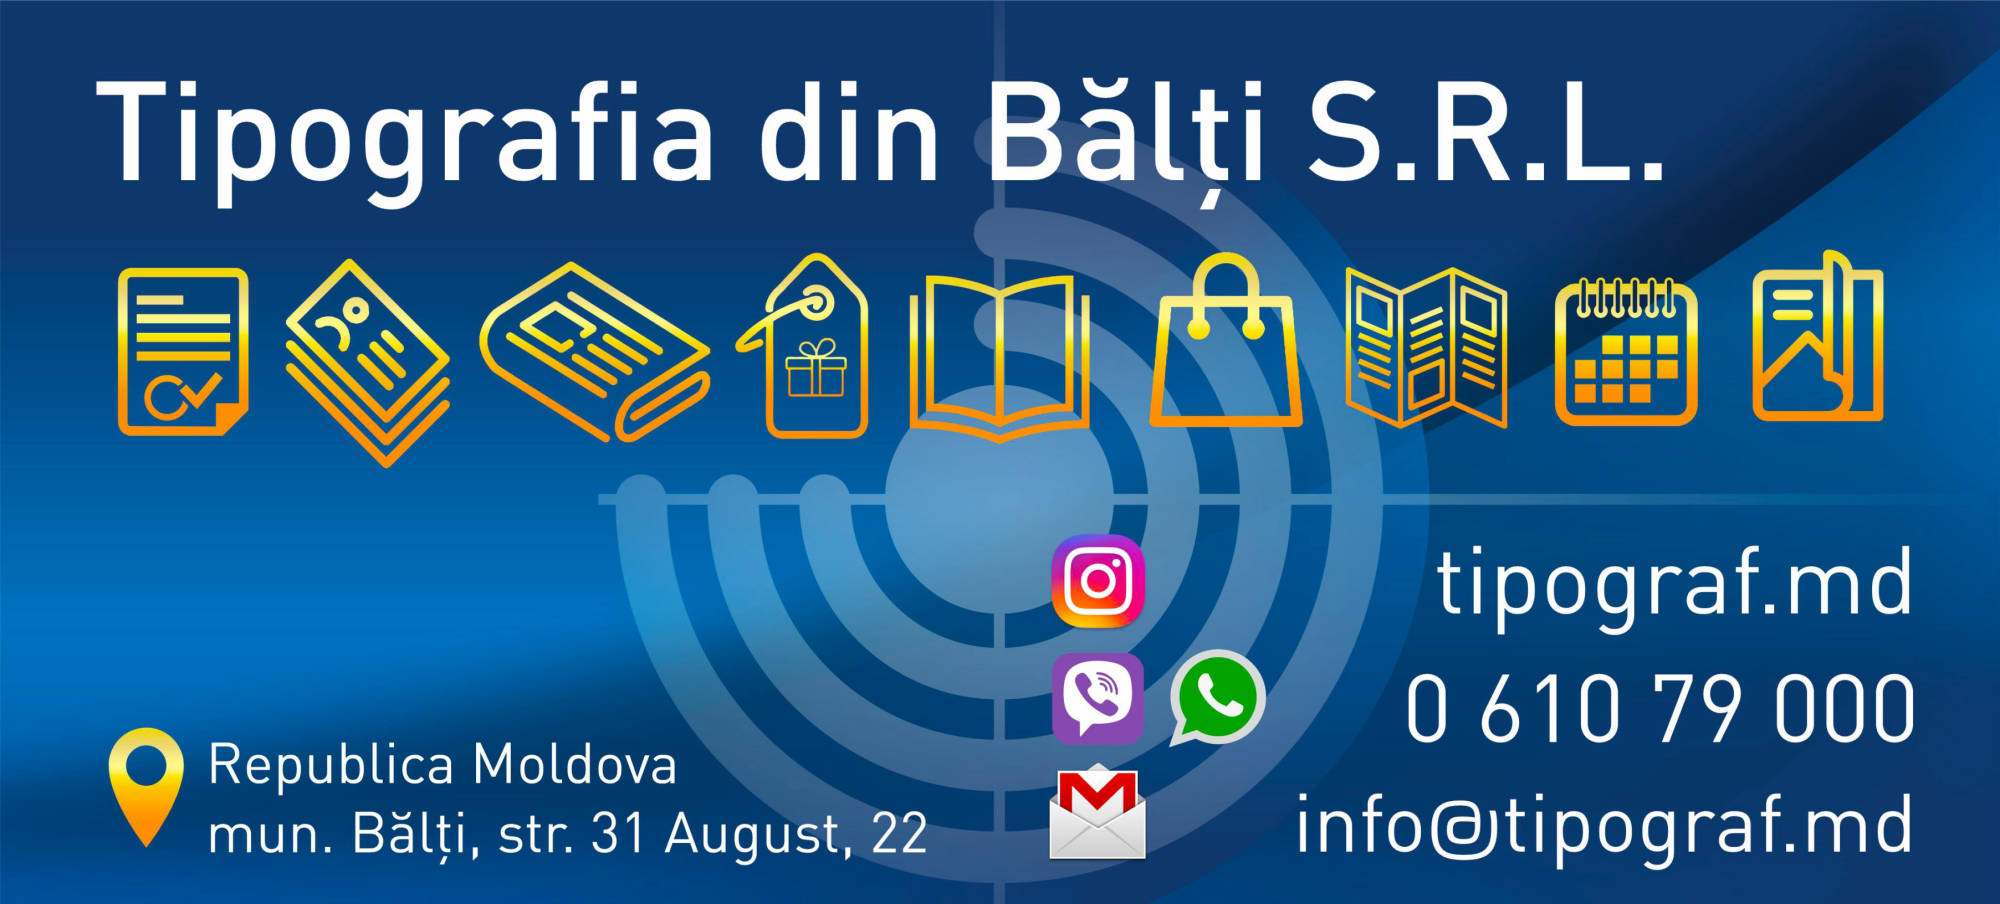 Tipografia din Bălți S.R.L.
tipograf.md
0 610 79 000
info@tipograf.md
Republica Moldova
mun. Bălți, str. 31 August, 22